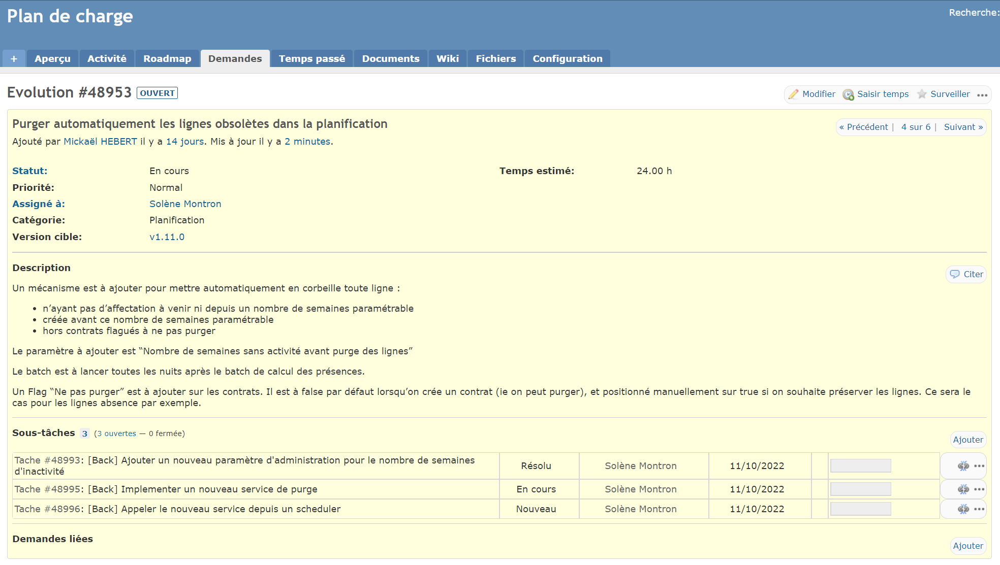 Plan de charge
Recherche:
+ Aperçu Activité Roadmap Demandes Temps passé Documents Wiki Fichiers Configuration
Evolution #48953 OUVERT
Modifier Saisir temps Surveiller •••
Purger automatiquement les lignes obsolètes dans la planification
« Précédent | 4 sur 6 | Suivant »
Ajouté par Mickaël HEBERT il y a 14 jours. Mis à jour il y a 2 minutes.
Statut: En cours Temps estimé: 24.00 h
Priorité: Normal
Assigné à: Solène Montron
Catégorie: Planification
Version cible: v1.11.0
Description
Citer
Un mécanisme est à ajouter pour mettre automatiquement en corbeille toute ligne :
• n’ayant pas d’affectation à venir ni depuis un nombre de semaines paramétrable
• créée avant ce nombre de semaines paramétrable
• hors contrats flagués à ne pas purger
Le paramètre à ajouter est “Nombre de semaines sans activité avant purge des lignes”
Le batch est à lancer toutes les nuits après le batch de calcul des présences.
Un Flag “Ne pas purger” est à ajouter sur les contrats. Il est à false par défaut lorsqu’on crée un contrat (ie on peut purger), et positionné manuellement sur true si on souhaite préserver les lignes. Ce sera le
cas pour les lignes absence par exemple.
Sous-tâches 3 (3 ouvertes — 0 fermée)
Ajouter
Tache #48993: [Back] Ajouter un nouveau paramètre d'administration pour le nombre de semaines
d'inactivité Résolu Solène Montron 11/10/2022 •••
Tache #48995: [Back] Implementer un nouveau service de purge En cours Solène Montron 11/10/2022 •••
Tache #48996: [Back] Appeler le nouveau service depuis un scheduler Nouveau Solène Montron 11/10/2022 •••
Demandes liées
Ajouter